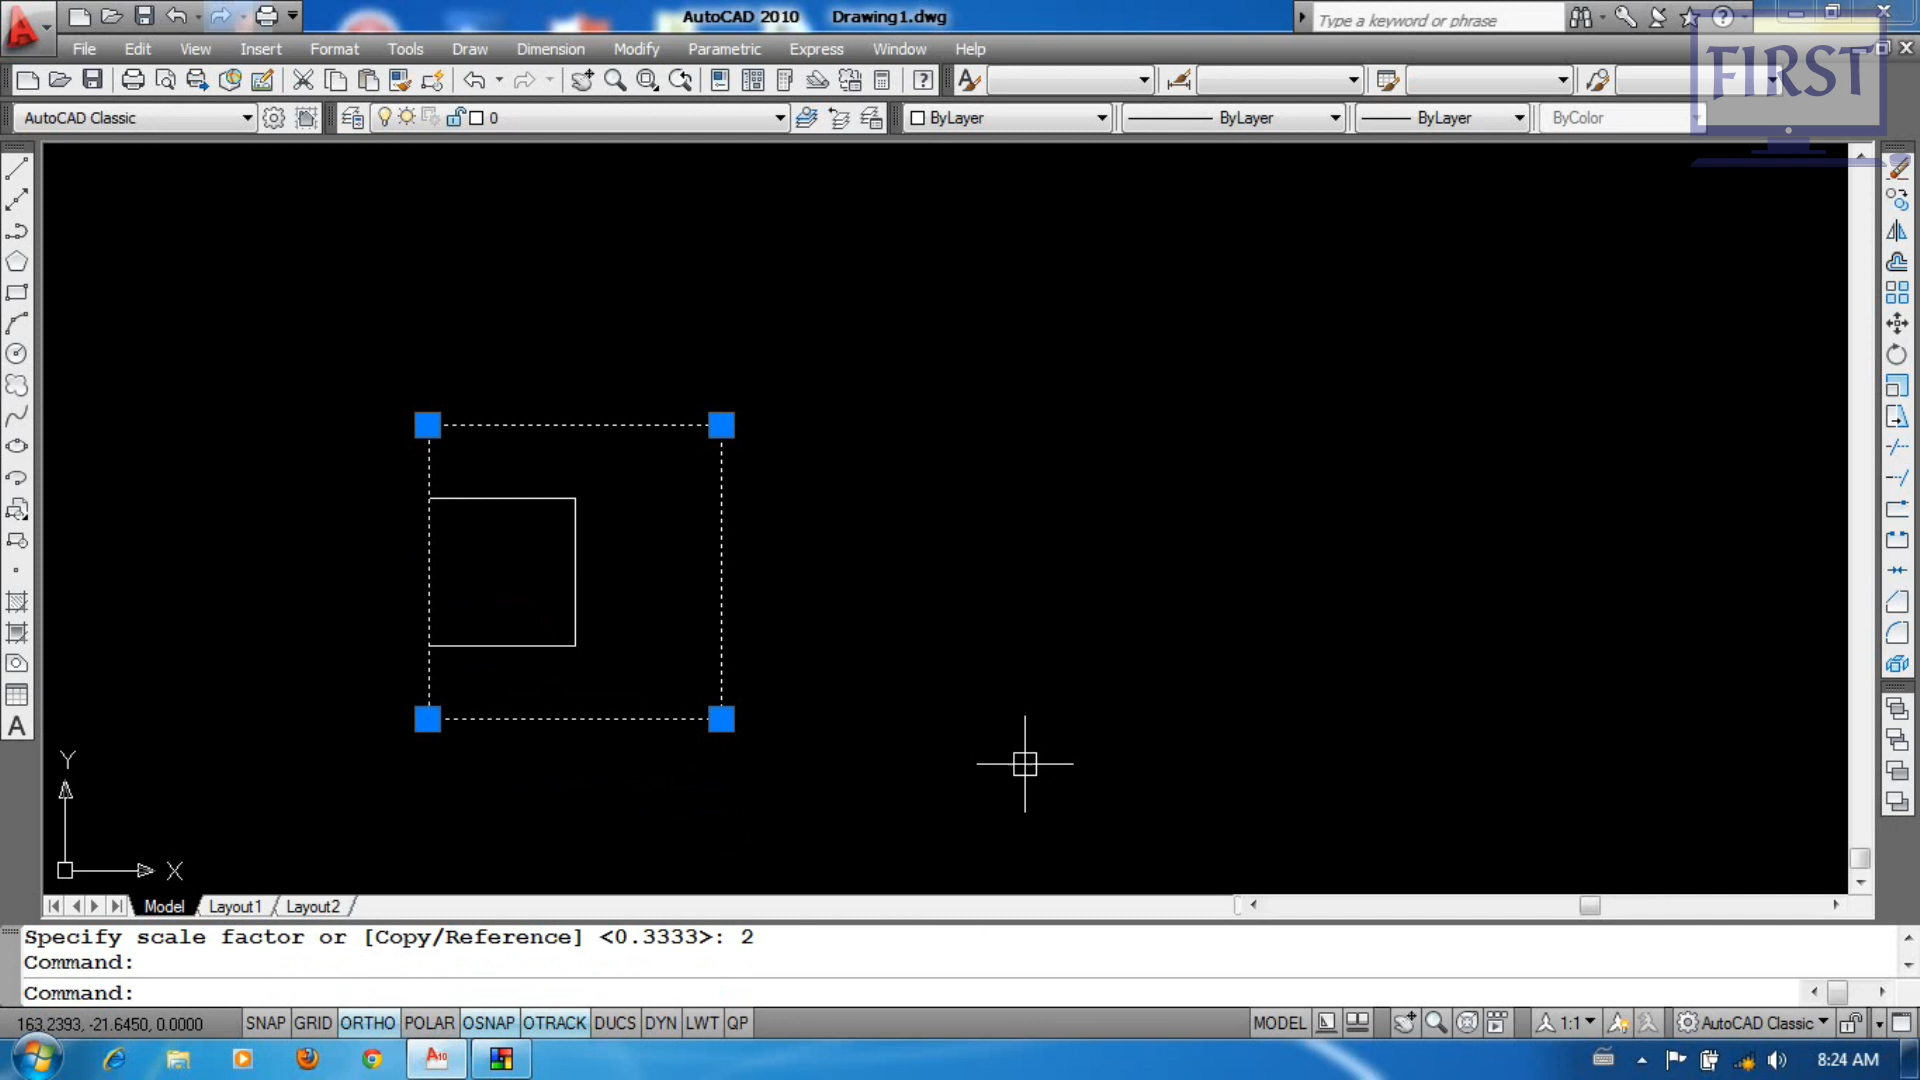 AutoCAD 2010 Drawing1.dwg
Type a keyword or phrase
File Edit View Insert Format Tools Draw Dimension Modify Parametric Express Window Help
FIRST
AutoCAD Classic
0
ByLayer
ByLayer
ByLayer
ByColor
A
Y
X
Model Layout1 Layout2
Specify scale factor or [Copy/Reference] <0.3333>: 2
Command:
Command:
163.2393, -21.6450, 0.0000 SNAP GRID ORTHO POLAR OSNAP OTRACK DUCS DYN LWT QP MODEL 1:1 AutoCAD Classic
A10
8:24 AM